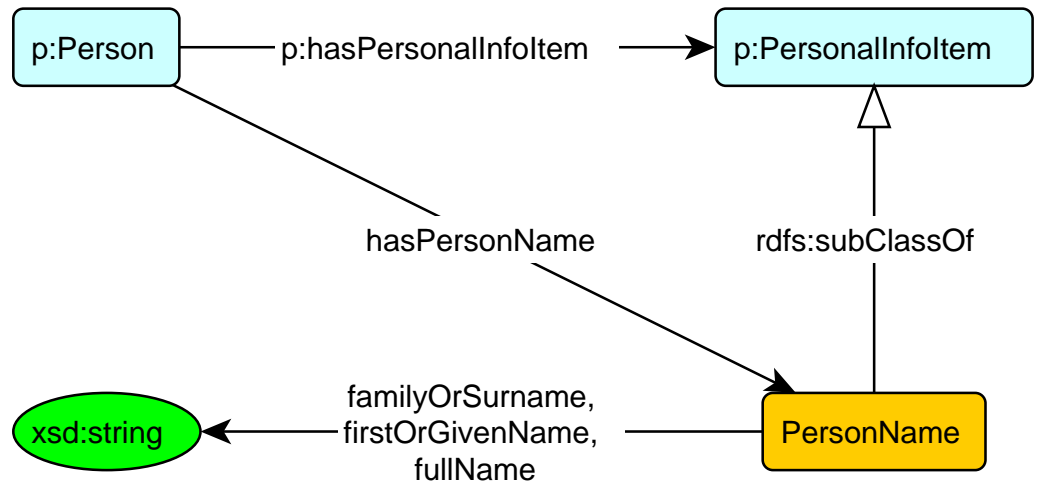 p:Person
p:hasPersonalInfoItem
p:PersonalInfoItem
hasPersonName
rdfs:subClassOf
familyOrSurname,
firstOrGivenName,
fullName
xsd:string
PersonName